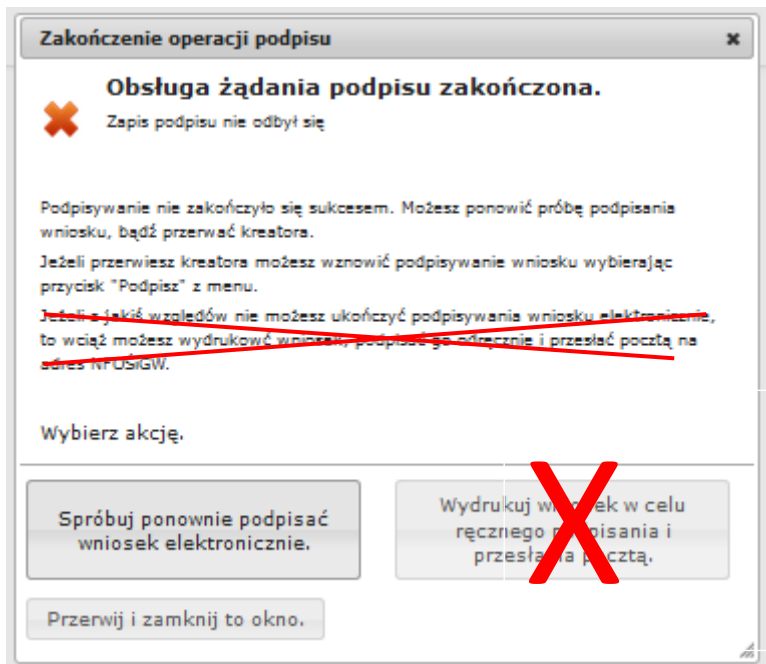 Zakończenie operacji podpisu
Obsługa żądania podpisu zakończona.
Zapis podpisu nie odbył się
Podpisywanie nie zakończyło się sukcesem. Możesz ponowić próbę podpisania
wniosku, bądź przerwać kreatora.
Jeżeli przerwiesz kreatora możesz wznowić podpisywanie wniosku wybierając
przycisk "Podpisz" z menu.
Jeżeli z jakiś względów nie możesz ukończyć podpisywania wniosku elektronicznie,
to wciąż możesz wydrukowć wniosek, podpisać go odręcznie i przesłać pocztą na
adres NFOŚiGW.
Wybierz akcję.
Spróbuj ponownie podpisać
wniosek elektronicznie.
Wydrukuj wniosek w celu
ręcznego podpisania i
przesłania pocztą.
Przerwij i zamknij to okno.